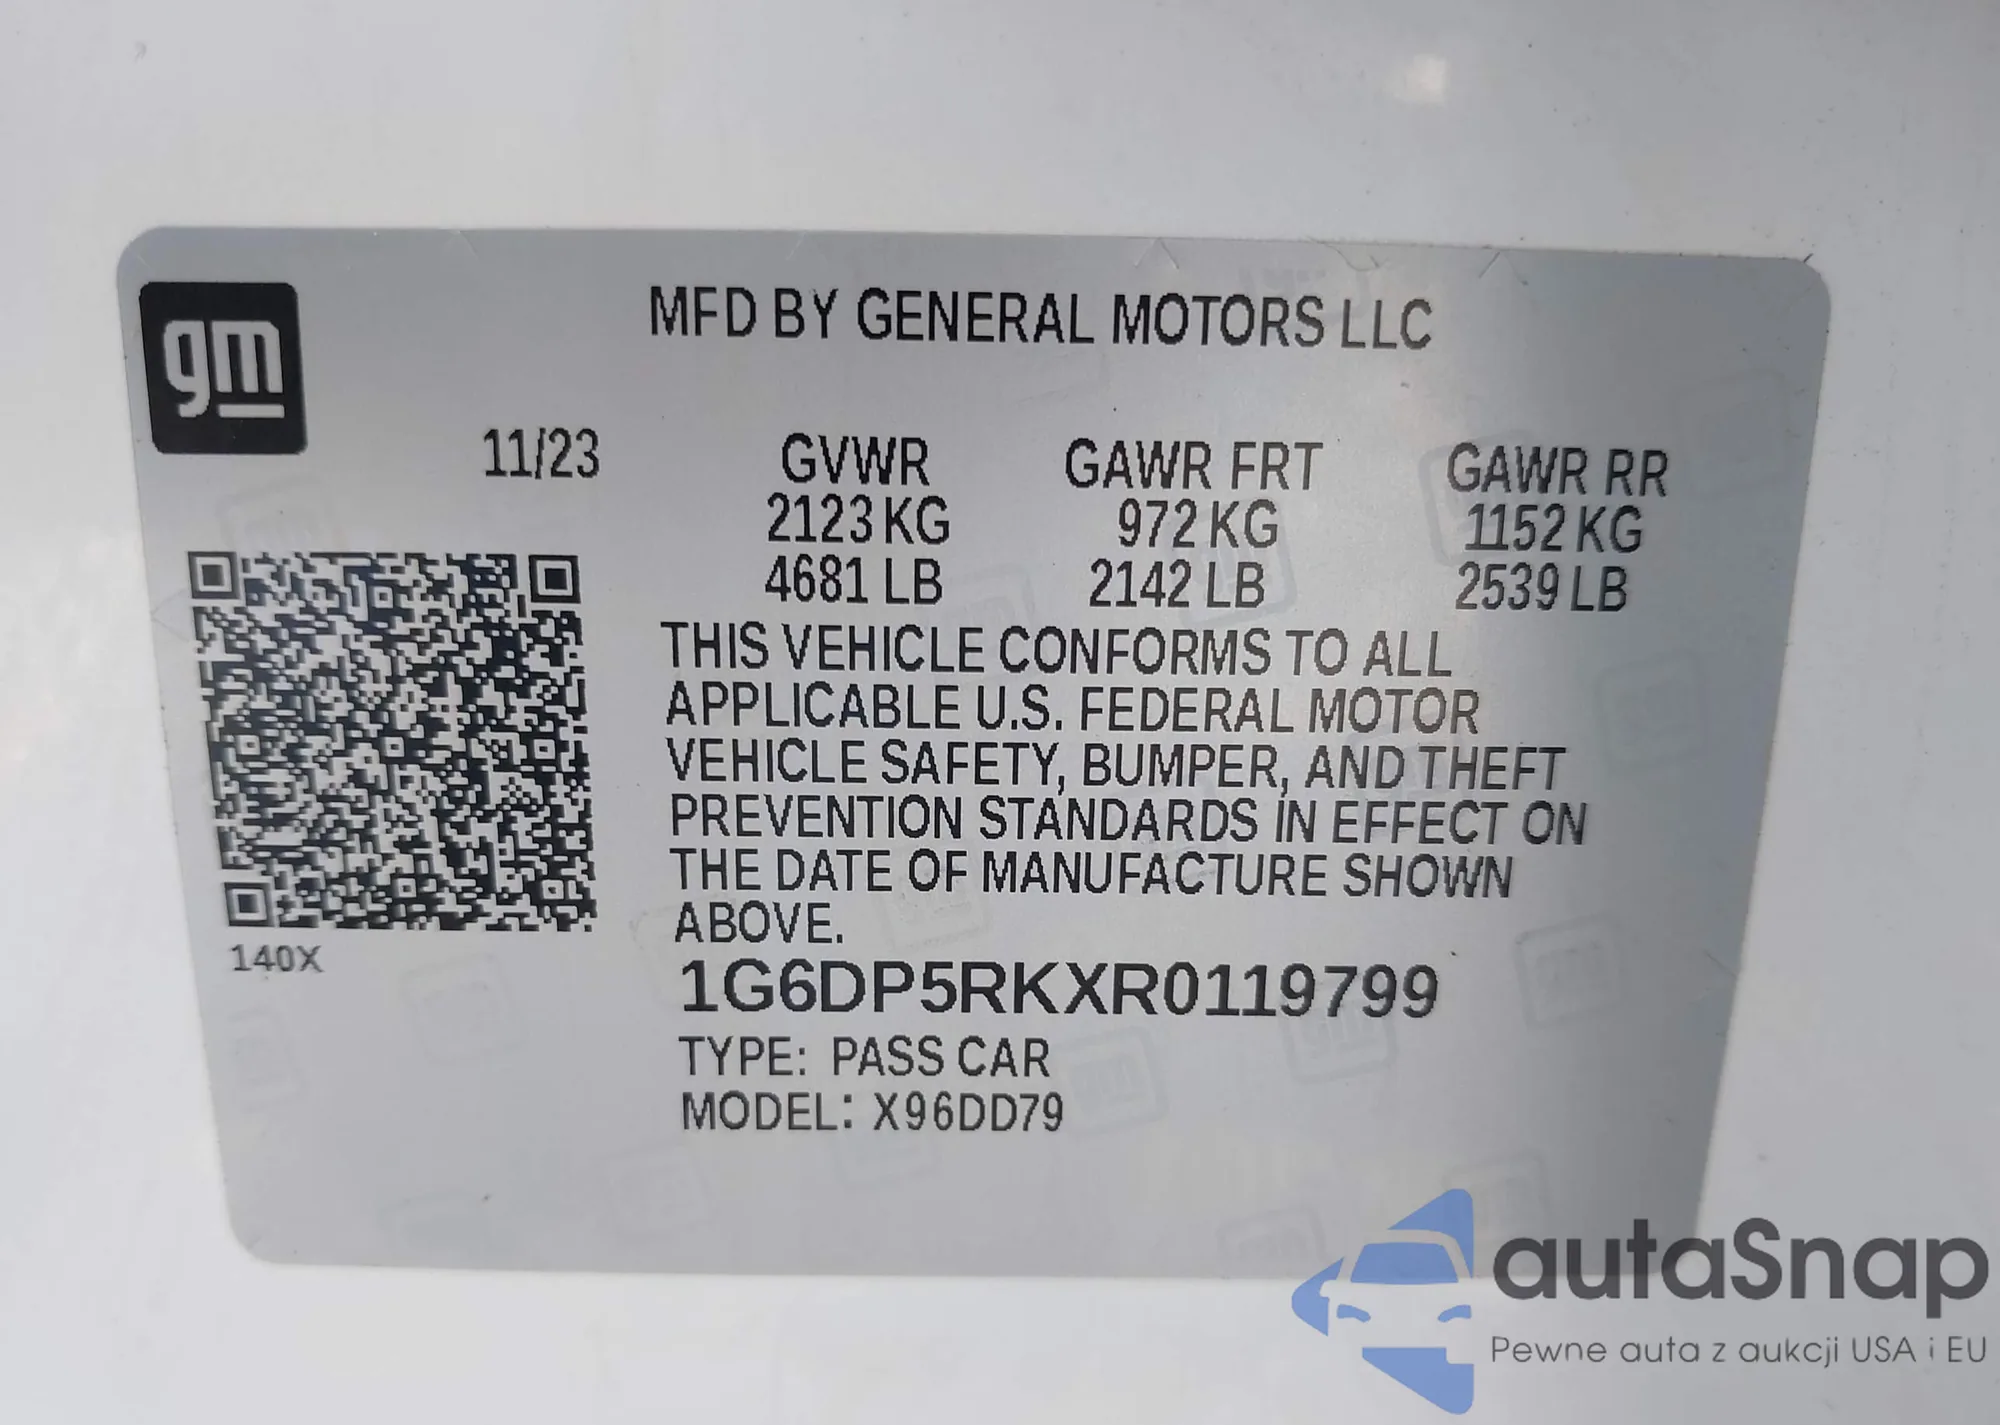 gm
MFD BY GENERAL MOTORS LLC
11/23
GVWR GAWR FRT GAWR RR
2123 KG 972 KG 1152 KG
4681 LB 2142 LB 2539 LB
THIS VEHICLE CONFORMS TO ALL
APPLICABLE U.S. FEDERAL MOTOR
VEHICLE SAFETY, BUMPER, AND THEFT
PREVENTION STANDARDS IN EFFECT ON
THE DATE OF MANUFACTURE SHOWN
ABOVE.
140X
1G6DP5RKXR0119799
TYPE: PASS CAR
MODEL: X96DD79
autaSnap
Pewne auta z aukcji USA i EU